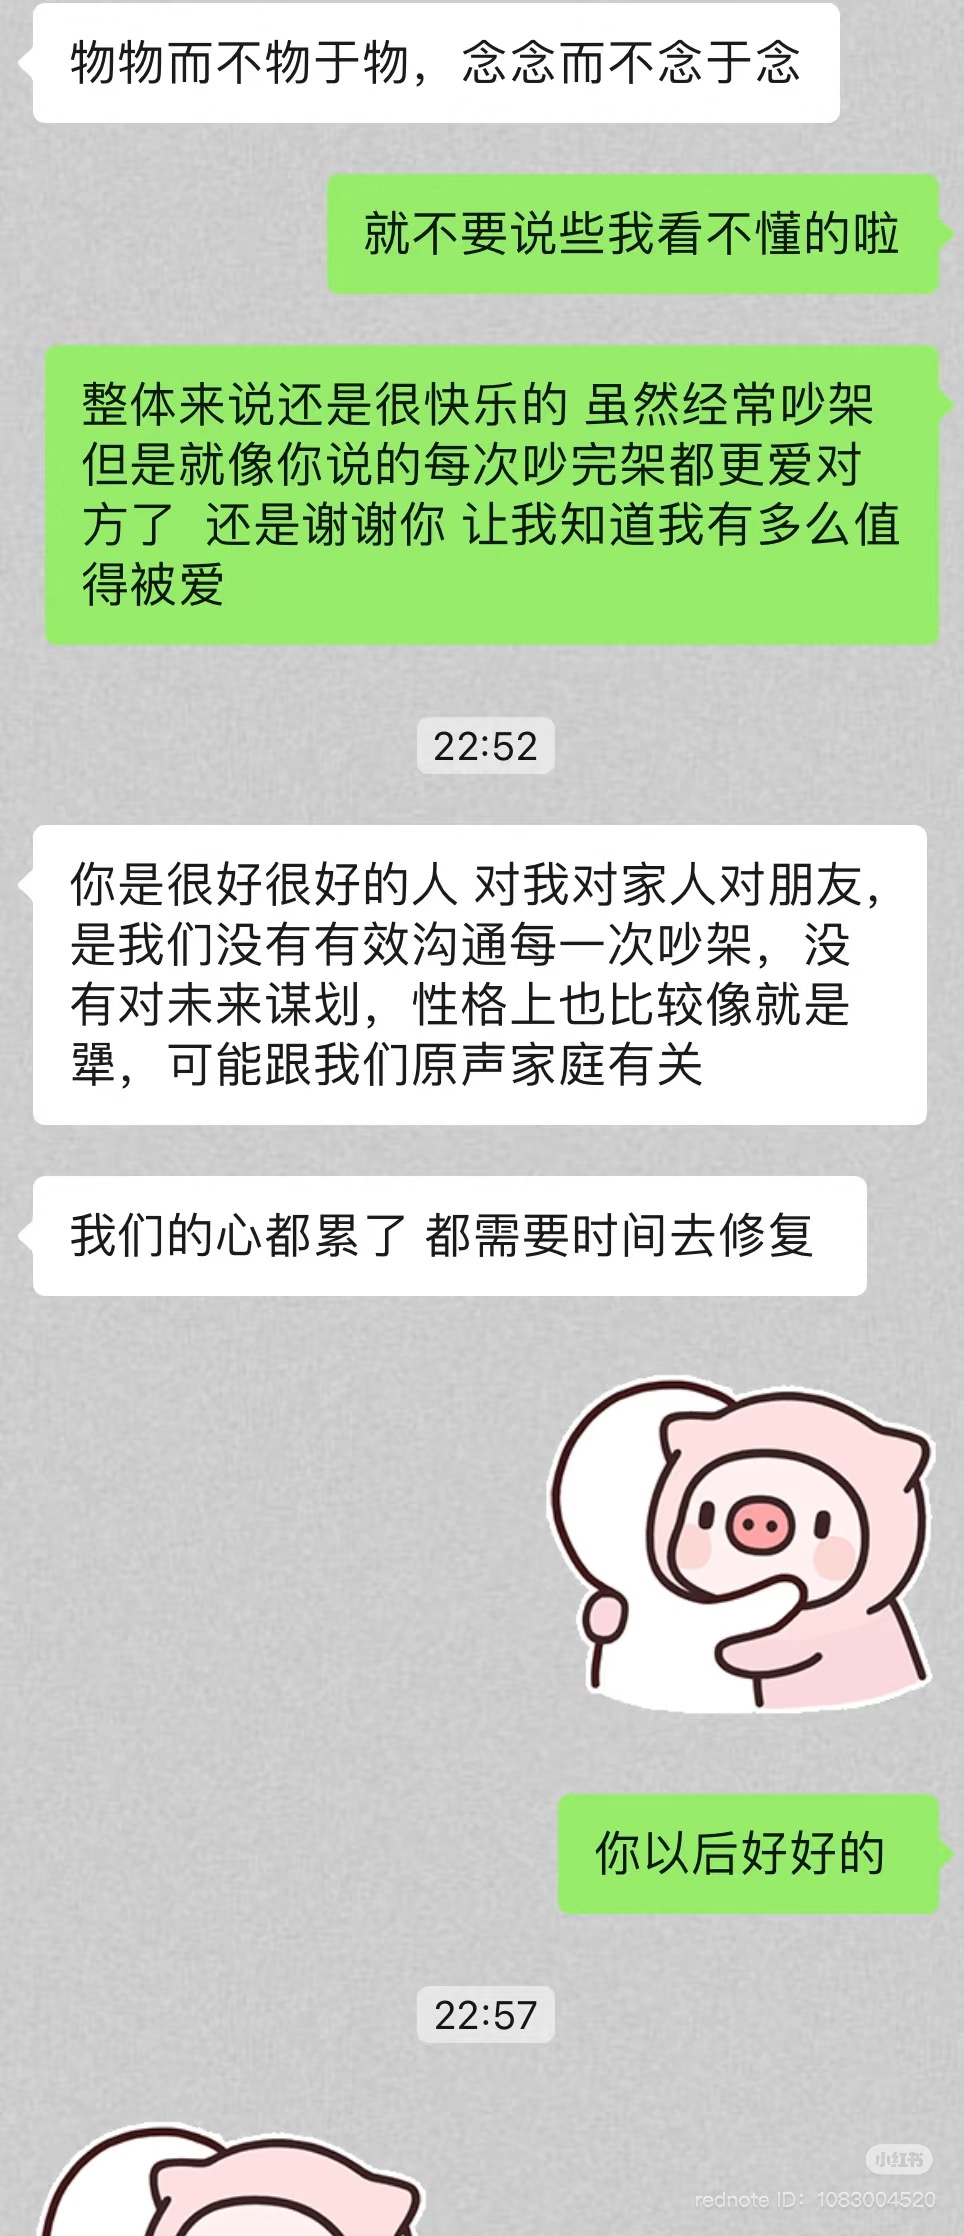 物物而不物于物，念念而不念于念
就不要说些我看不懂的啦
整体来说还是很快乐的 虽然经常吵架
但是就像你说的每次吵完架都更爱对
方了 还是谢谢你 让我知道我有多么值
得被爱
22:52
你是很好很好的人 对我对家人对朋友，
是我们没有有效沟通每一次吵架，没
有对未来谋划，性格上也比较像就是
犟，可能跟我们原声家庭有关
我们的心都累了 都需要时间去修复
你以后好好的
22:57
小红书
rednote ID：1083004520